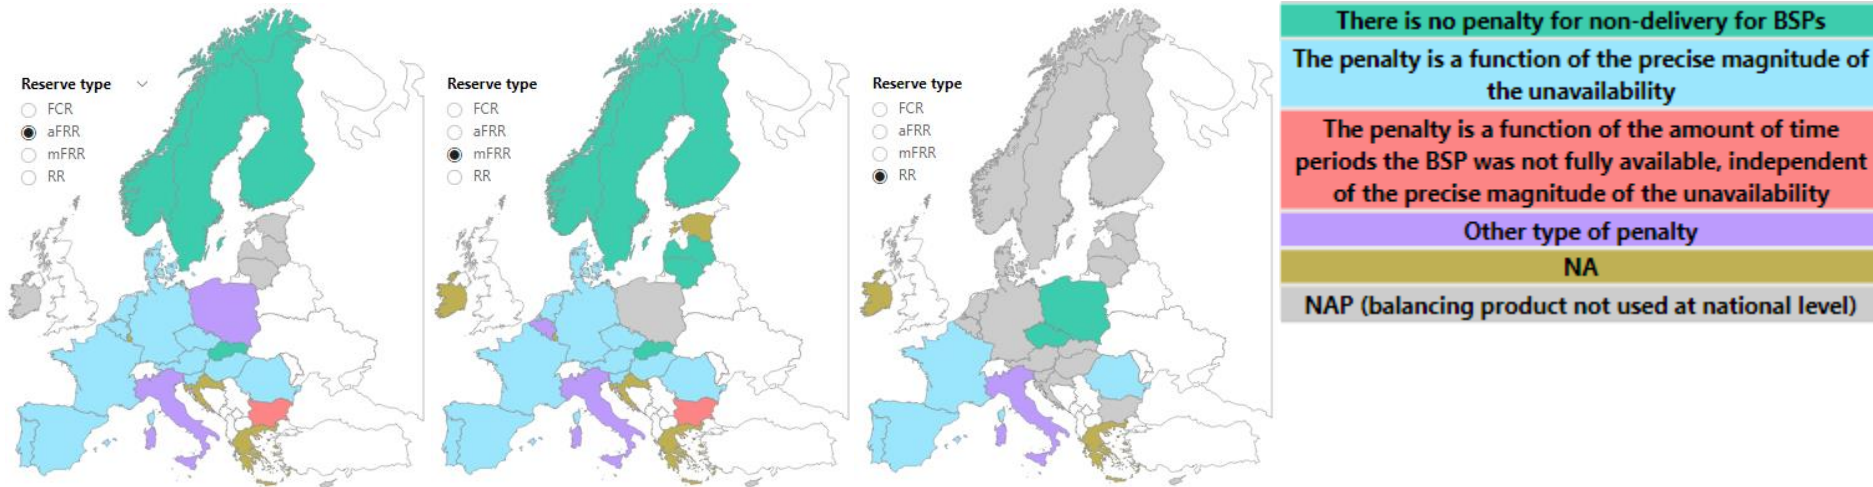 Reserve type
FCR
aFRR
mFRR
RR
Reserve type
FCR
aFRR
mFRR
RR
Reserve type
FCR
aFRR
mFRR
RR
There is no penalty for non-delivery for BSPs
The penalty is a function of the precise magnitude of
the unavailability
The penalty is a function of the amount of time
periods the BSP was not fully available, independent
of the precise magnitude of the unavailability
Other type of penalty
NA
NAP (balancing product not used at national level)